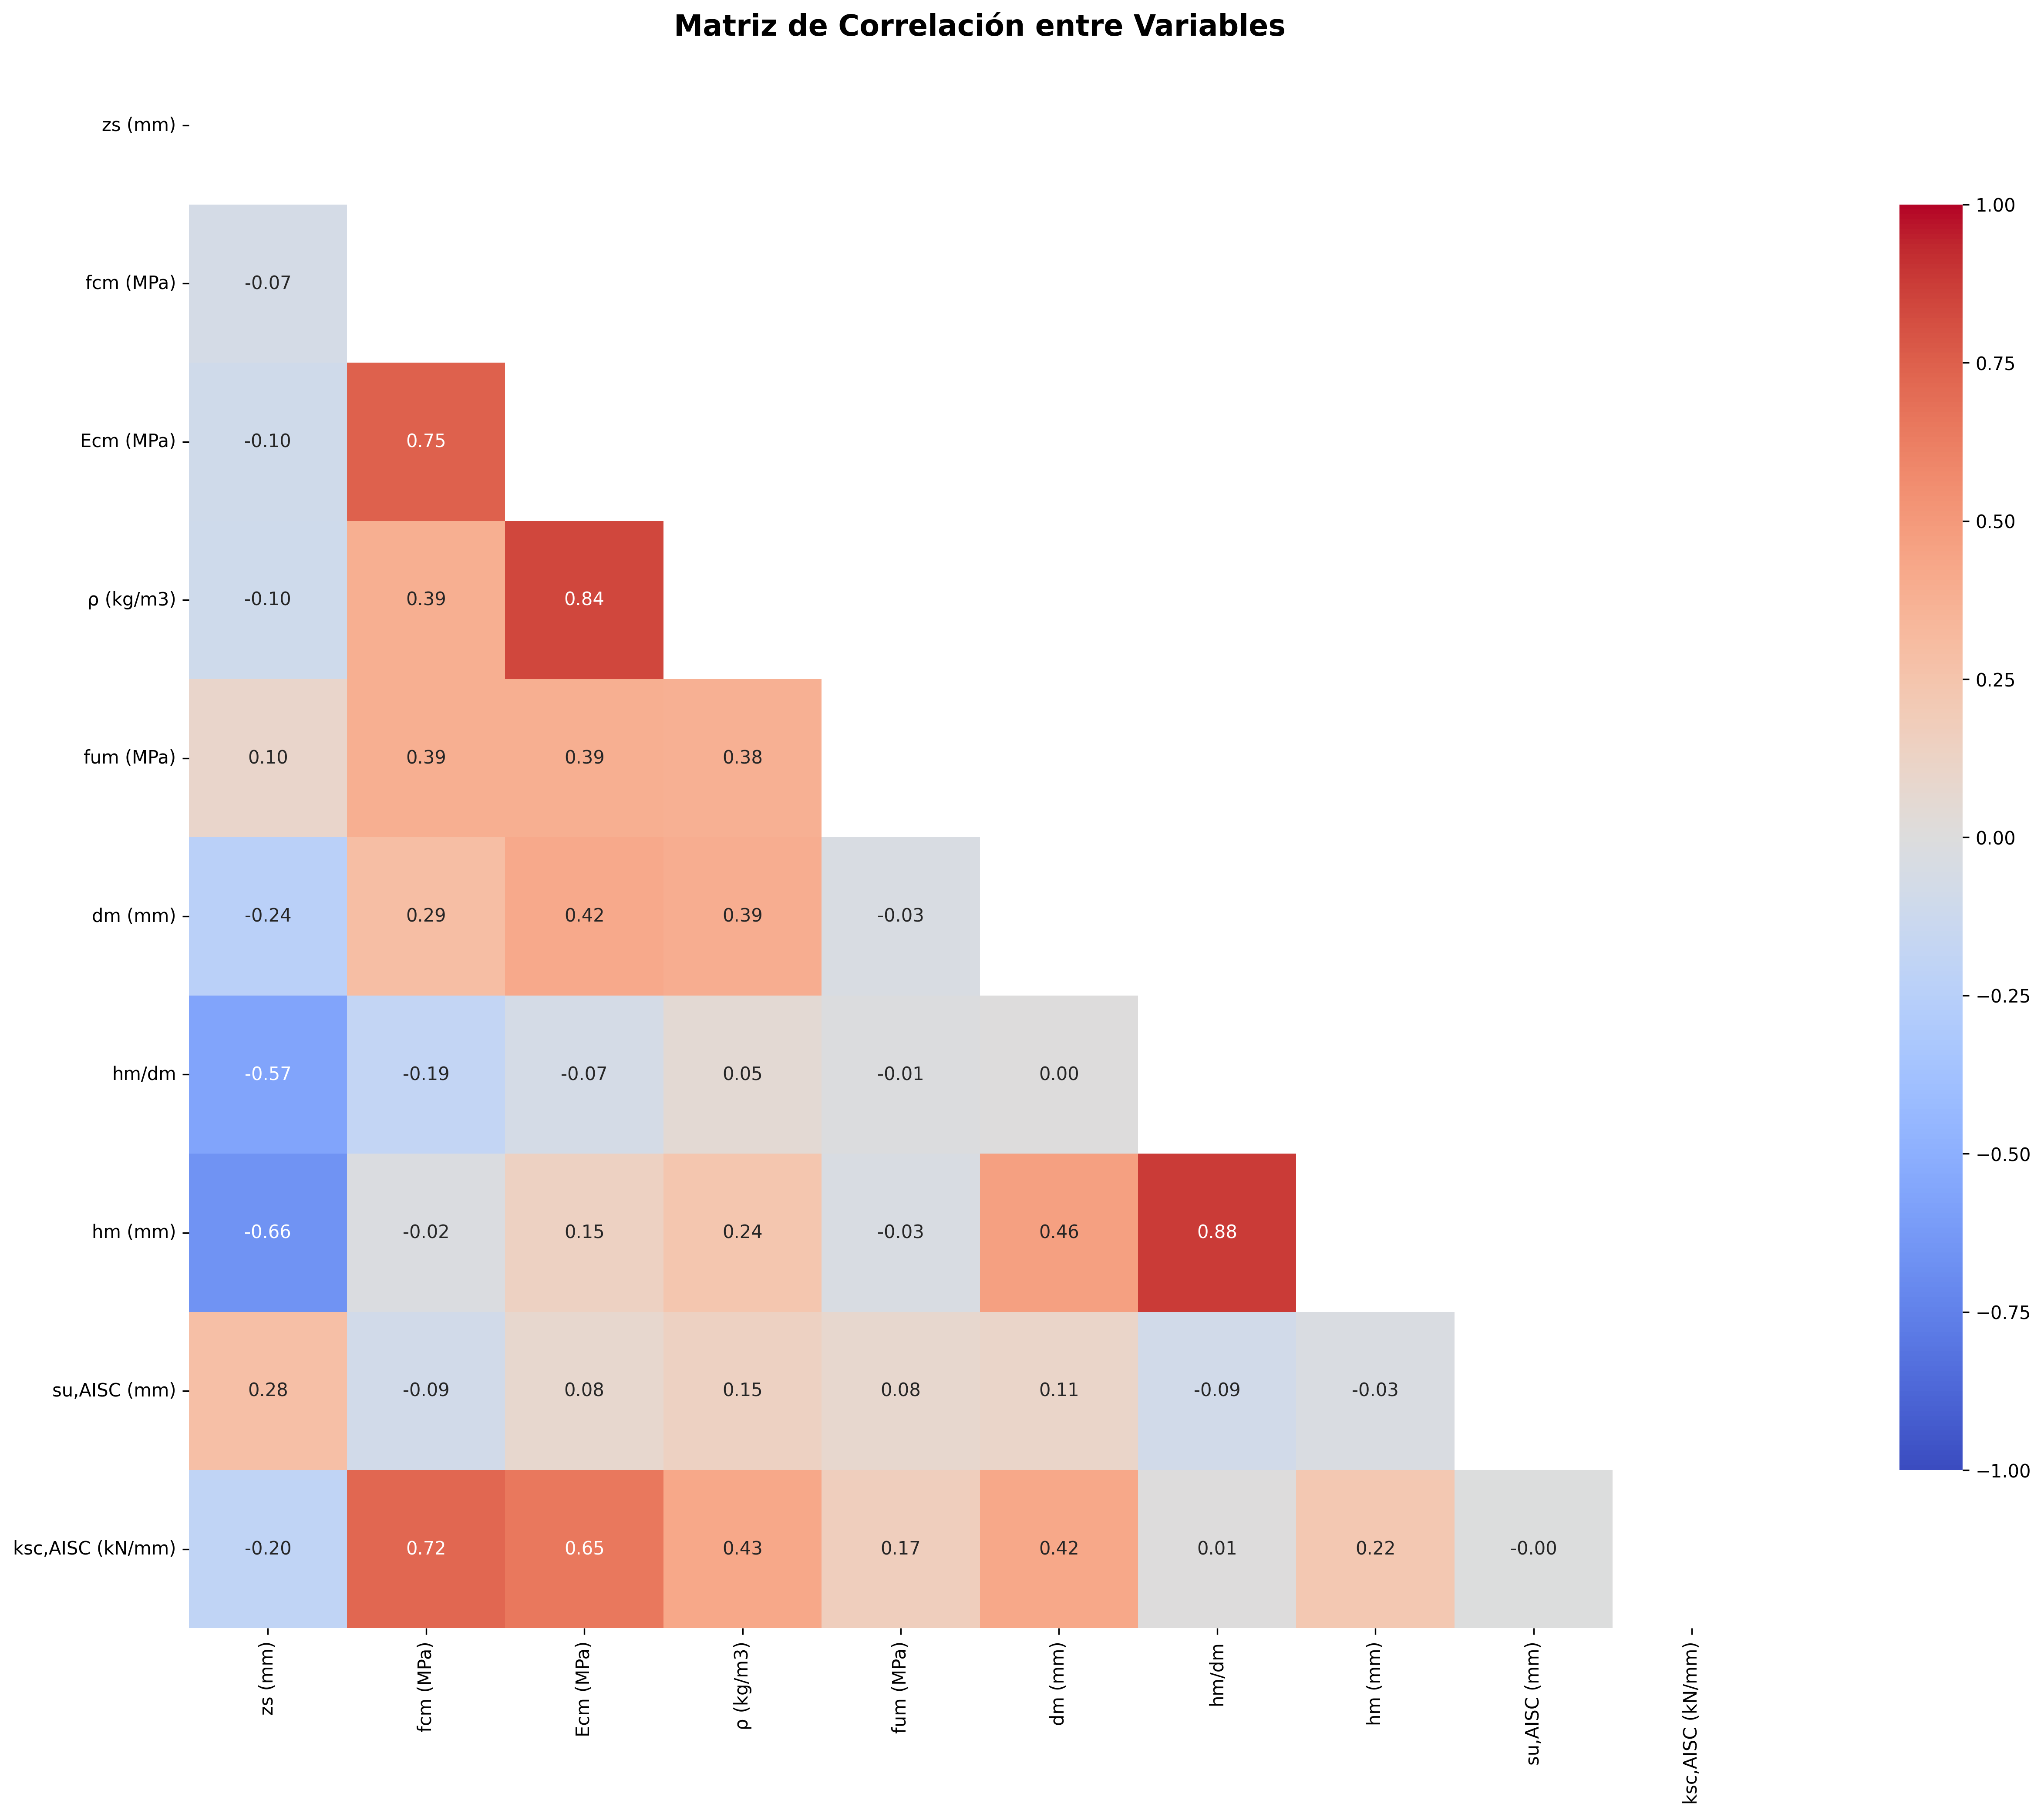 Matriz de Correlación entre Variables
zs (mm)
fcm (MPa) -0.07
Ecm (MPa) -0.10 0.75
ρ (kg/m3) -0.10 0.39 0.84
fum (MPa) 0.10 0.39 0.39 0.38
dm (mm) -0.24 0.29 0.42 0.39 -0.03
hm/dm -0.57 -0.19 -0.07 0.05 -0.01 0.00
hm (mm) -0.66 -0.02 0.15 0.24 -0.03 0.46 0.88
su,AISC (mm) 0.28 -0.09 0.08 0.15 0.08 0.11 -0.09 -0.03
ksc,AISC (kN/mm) -0.20 0.72 0.65 0.43 0.17 0.42 0.01 0.22 -0.00
zs (mm) fcm (MPa) Ecm (MPa) ρ (kg/m3) fum (MPa) dm (mm) hm/dm hm (mm) su,AISC (mm) ksc,AISC (kN/mm)
1.00
0.75
0.50
0.25
0.00
−0.25
−0.50
−0.75
−1.00